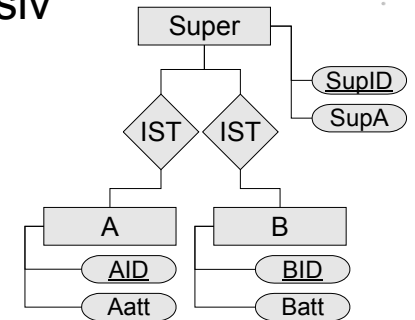 siv
Super
SupID
SupA
IST IST
A B
AID BID
Aatt Batt